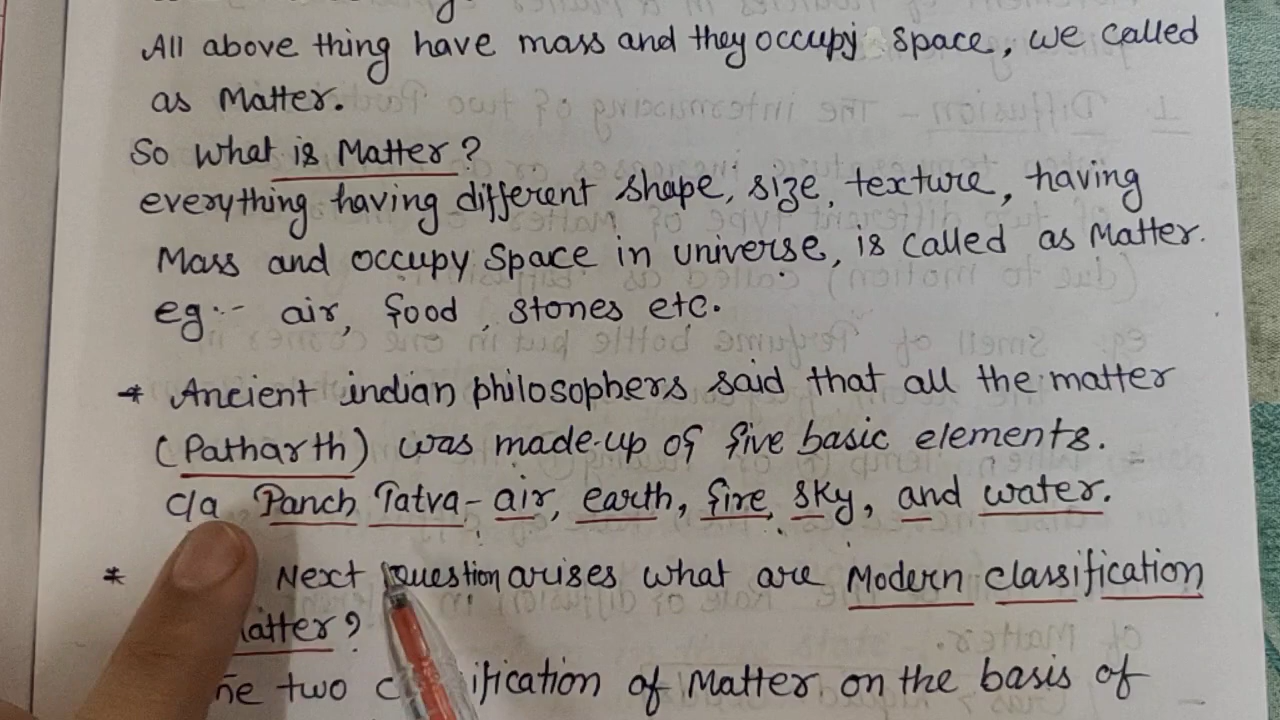 All above thing have mass and they occupy space, we called
as Matter.
So What is Matter?
everything having different shape, size, texture, having
Mass and occupy Space in universe, is called as Matter.
eg:- air, food, stones etc.
* Ancient indian philosophers said that all the matter
(Patharth) was made-up of five basic elements.
c/a Panch Tatva - air, earth, fire, sky, and water.
* Next question arises what are Modern classification
atter?
two of Matter on the basis of